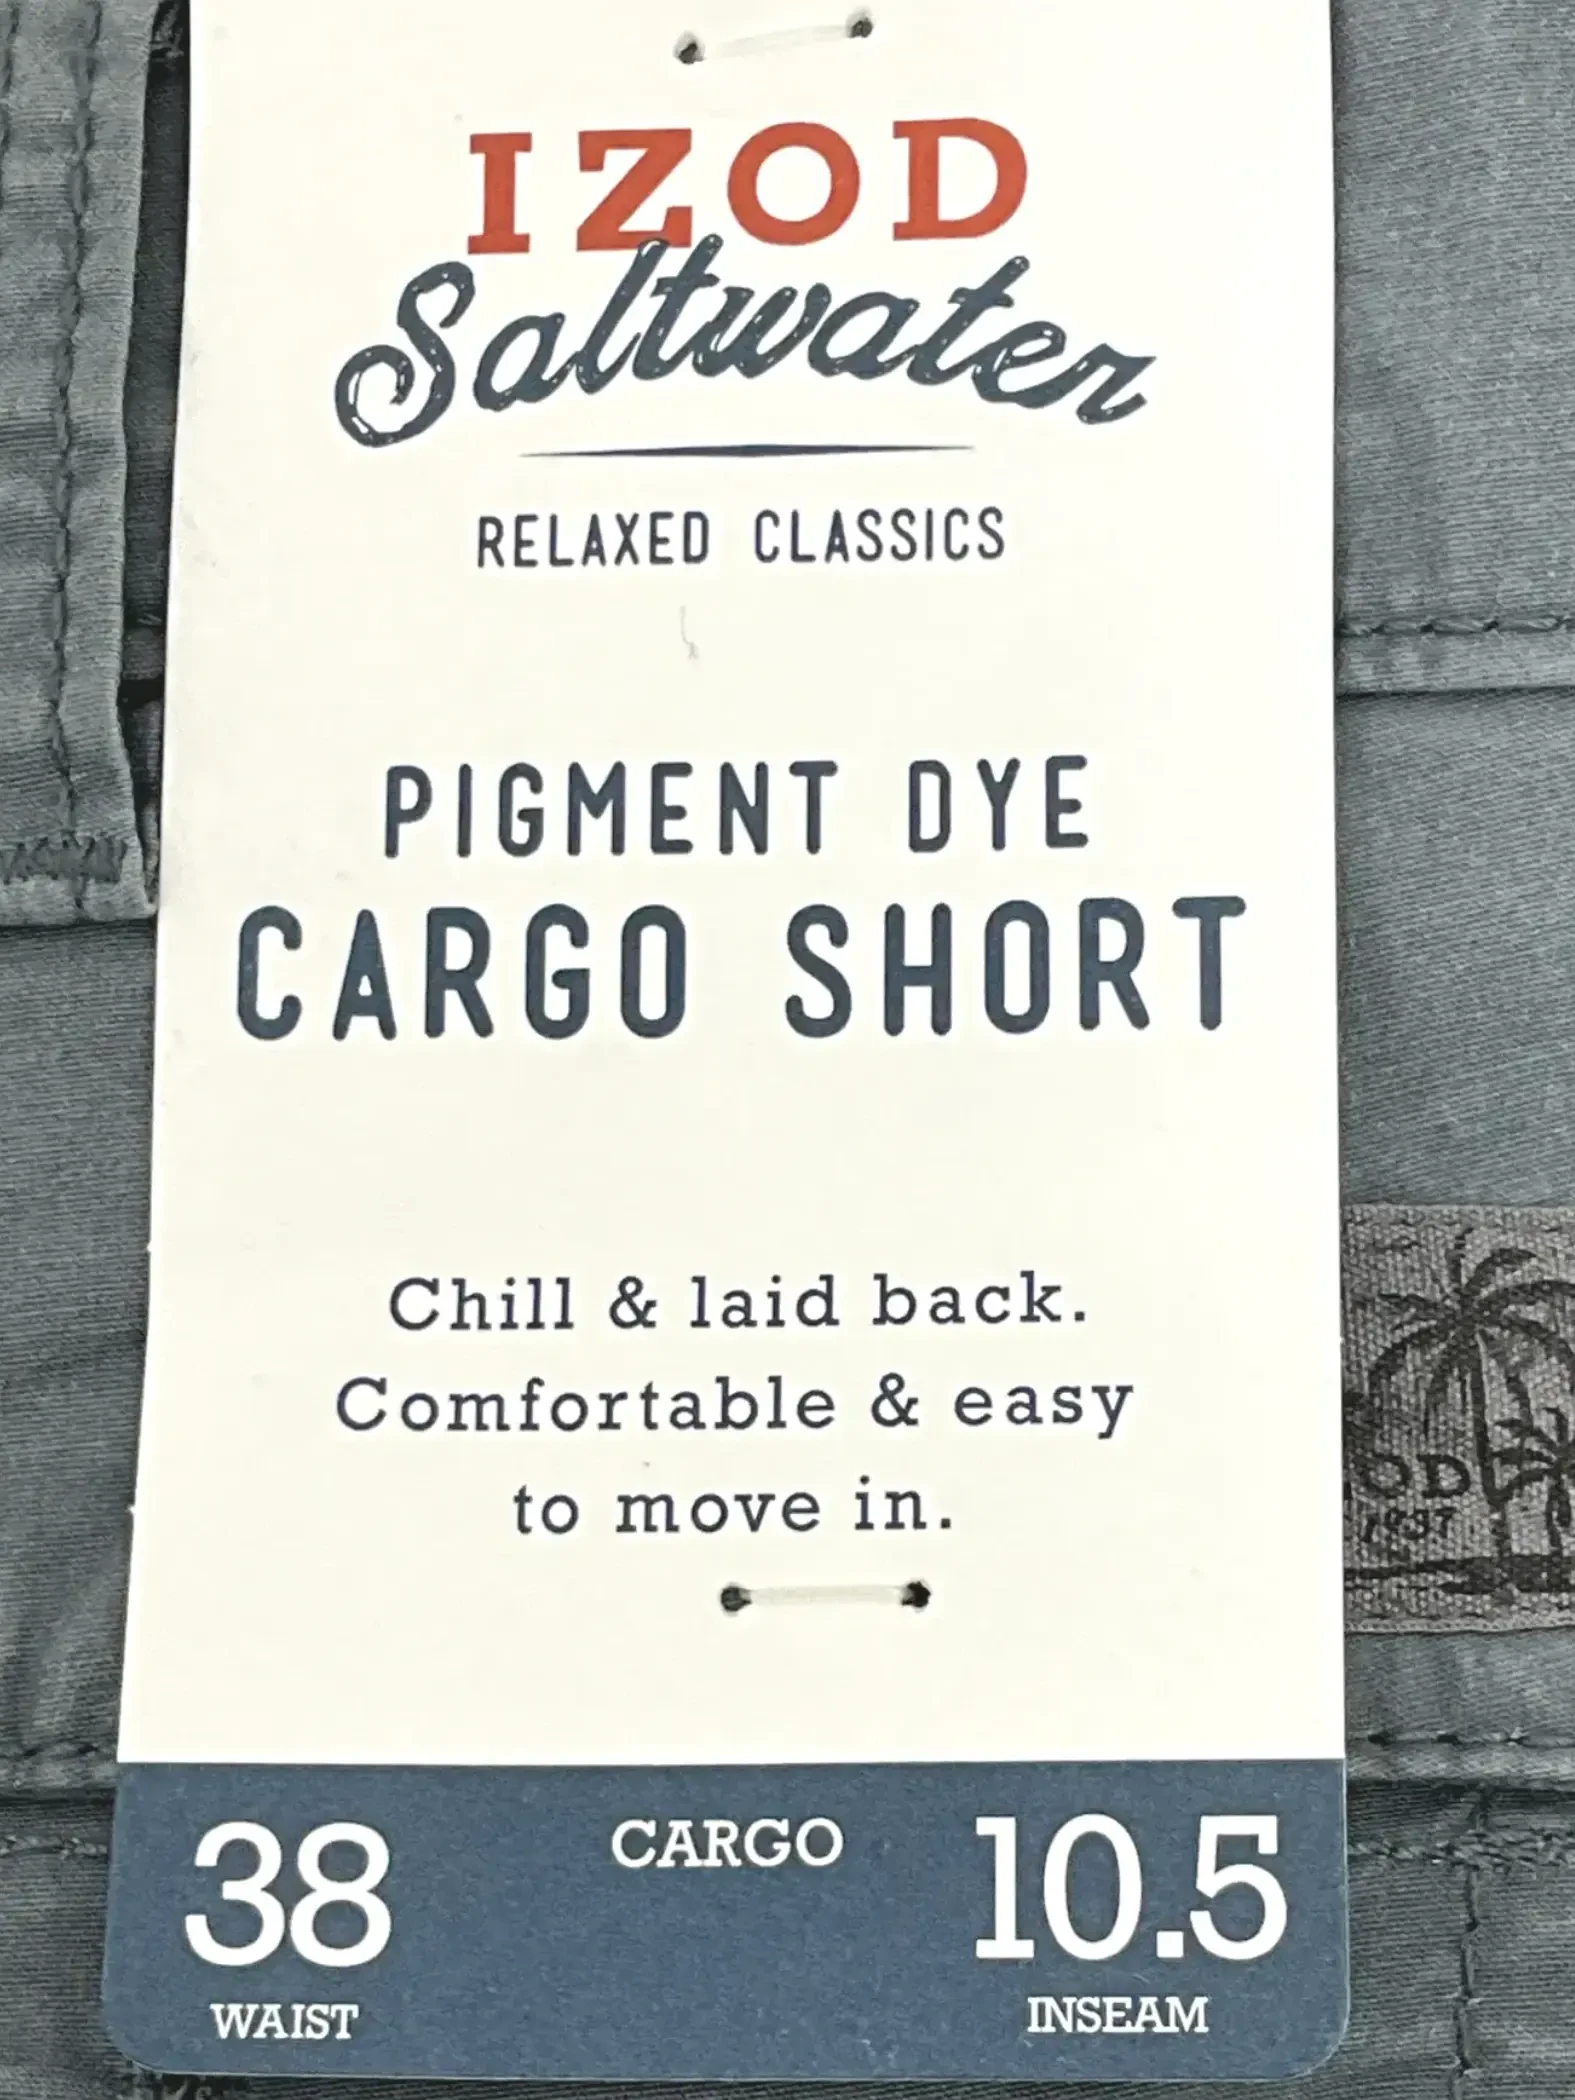 IZOD
Saltwater
RELAXED CLASSICS
PIGMENT DYE
CARGO SHORT
Chill & laid back.
Comfortable & easy
to move in.
38 CARGO 10.5
WAIST INSEAM
1937